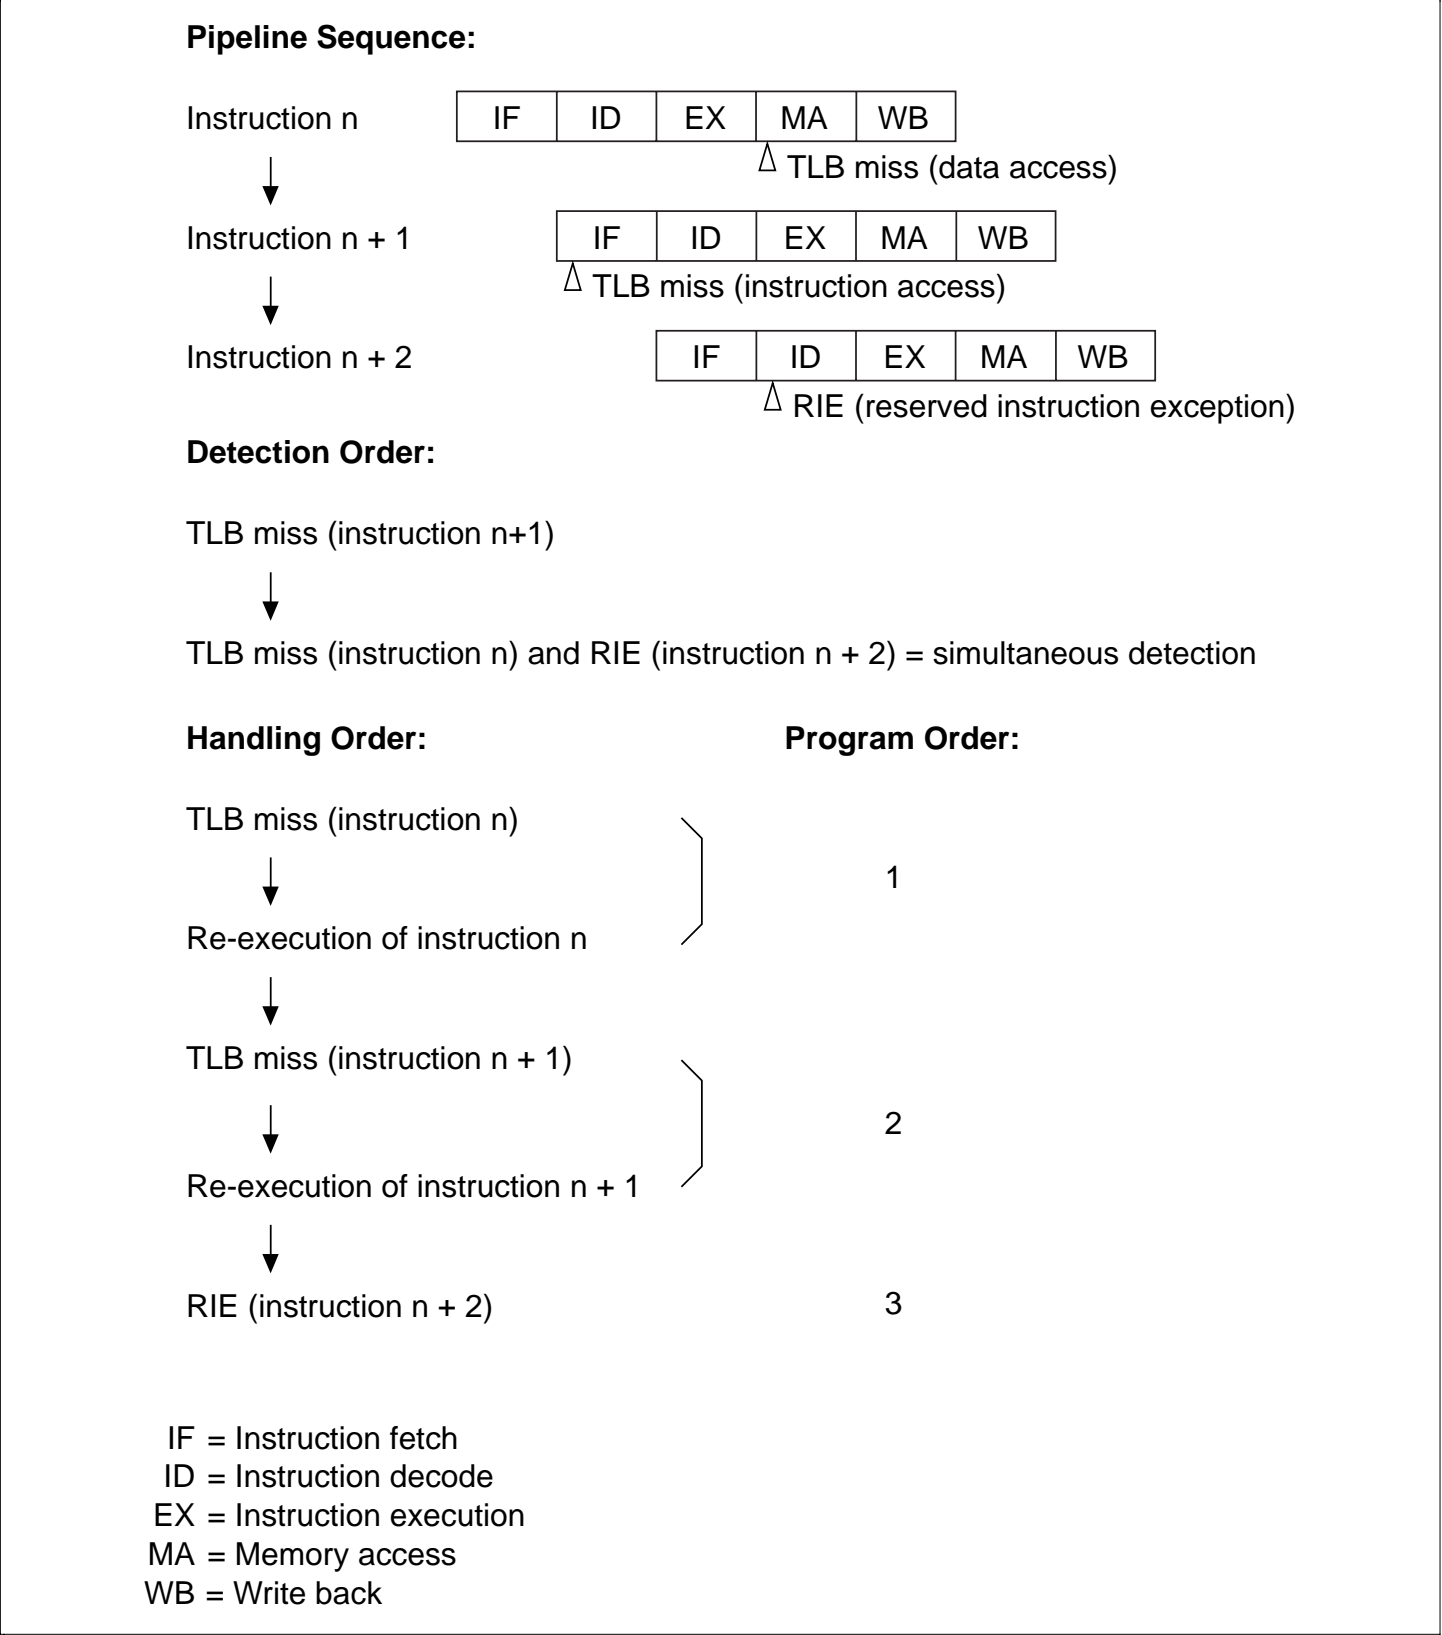 Pipeline Sequence:
Instruction n IF ID EX MA WB
TLB miss (data access)
Instruction n + 1 IF ID EX MA WB
TLB miss (instruction access)
Instruction n + 2 IF ID EX MA WB
RIE (reserved instruction exception)
Detection Order:
TLB miss (instruction n+1)
TLB miss (instruction n) and RIE (instruction n + 2) = simultaneous detection
Handling Order: Program Order:
TLB miss (instruction n)
1
Re-execution of instruction n
TLB miss (instruction n + 1)
2
Re-execution of instruction n + 1
RIE (instruction n + 2) 3
IF = Instruction fetch
ID = Instruction decode
EX = Instruction execution
MA = Memory access
WB = Write back